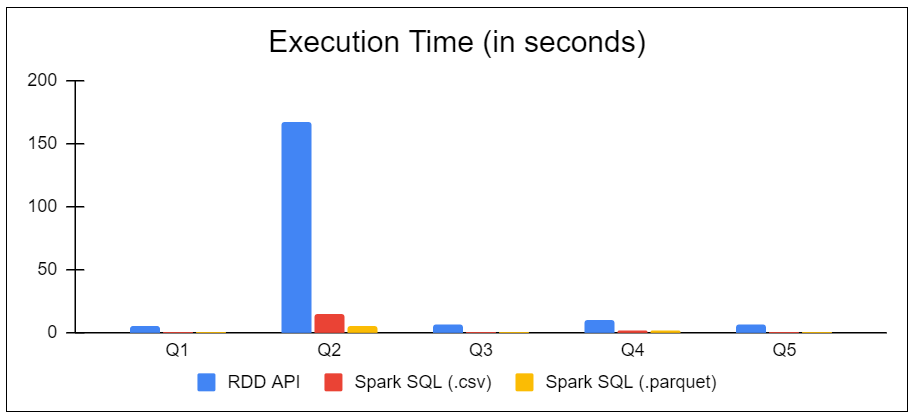 Execution Time (in seconds)
200
150
100
50
0
Q1 Q2 Q3 Q4 Q5
RDD API Spark SQL (.csv) Spark SQL (.parquet)